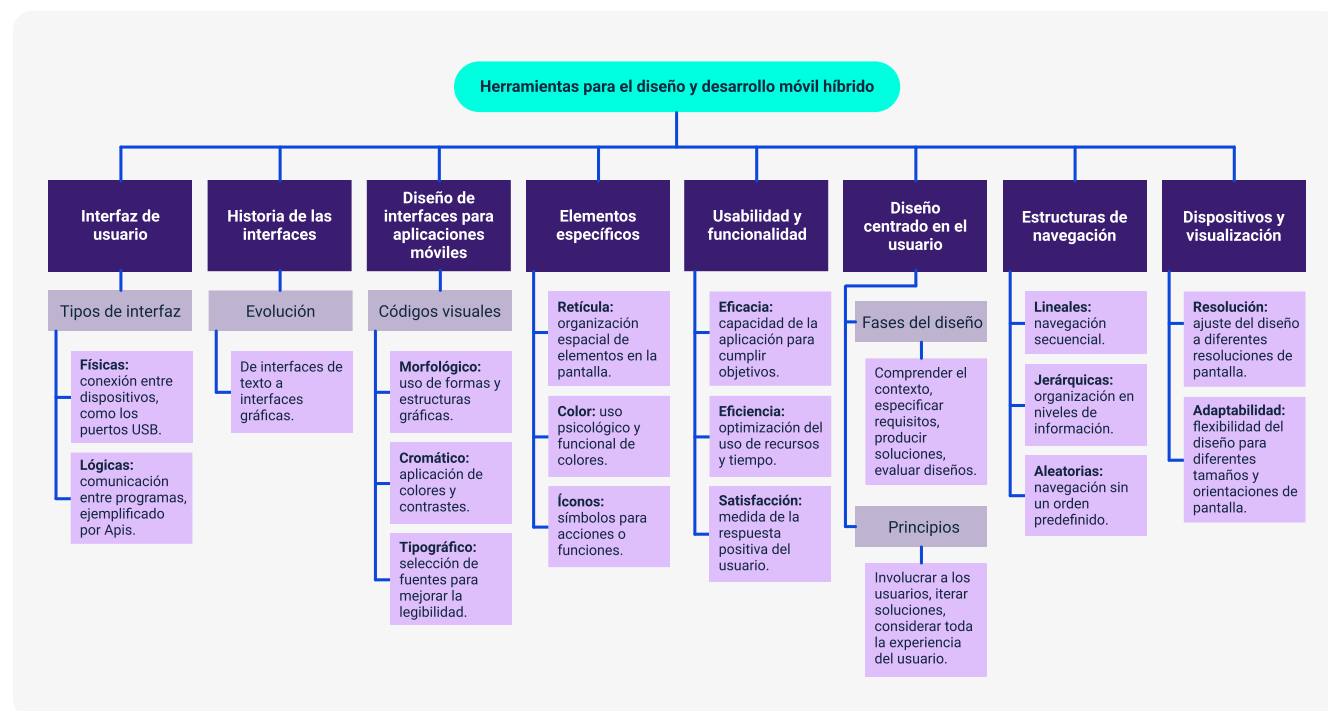 Herramientas para el diseño y desarrollo móvil híbrido
Interfaz de
usuario
Tipos de interfaz
Físicas:
conexión entre
dispositivos,
como los
puertos USB.
Lógicas:
comunicación
entre programas,
ejemplificado
por Apis.
Historia de las
interfaces
Evolución
De interfaces de
texto a
interfaces
gráficas.
Diseño de
interfaces para
aplicaciones
móviles
Códigos visuales
Morfológico:
uso de formas y
estructuras
gráficas.
Cromático:
aplicación de
colores y
contrastes.
Tipográfico:
selección de
fuentes para
mejorar la
legibilidad.
Elementos
específicos
Retícula:
organización
espacial de
elementos en la
pantalla.
Color: uso
psicológico y
funcional de
colores.
Íconos:
símbolos para
acciones o
funciones.
Usabilidad y
funcionalidad
Eficacia:
capacidad de la
aplicación para
cumplir
objetivos.
Eficiencia:
optimización del
uso de recursos
y tiempo.
Satisfacción:
medida de la
respuesta
positiva del
usuario.
Diseño
centrado en el
usuario
Fases del diseño
Comprender el
contexto,
especificar
requisitos,
producir
soluciones,
evaluar diseños.
Principios
Involucrar a los
usuarios, iterar
soluciones,
considerar toda
la experiencia
del usuario.
Estructuras de
navegación
Lineales:
navegación
secuencial.
Jerárquicas:
organización en
niveles de
información.
Aleatorias:
navegación sin
un orden
predefinido.
Dispositivos y
visualización
Resolución:
ajuste del diseño
a diferentes
resoluciones de
pantalla.
Adaptabilidad:
flexibilidad del
diseño para
diferentes
tamaños y
orientaciones de
pantalla.